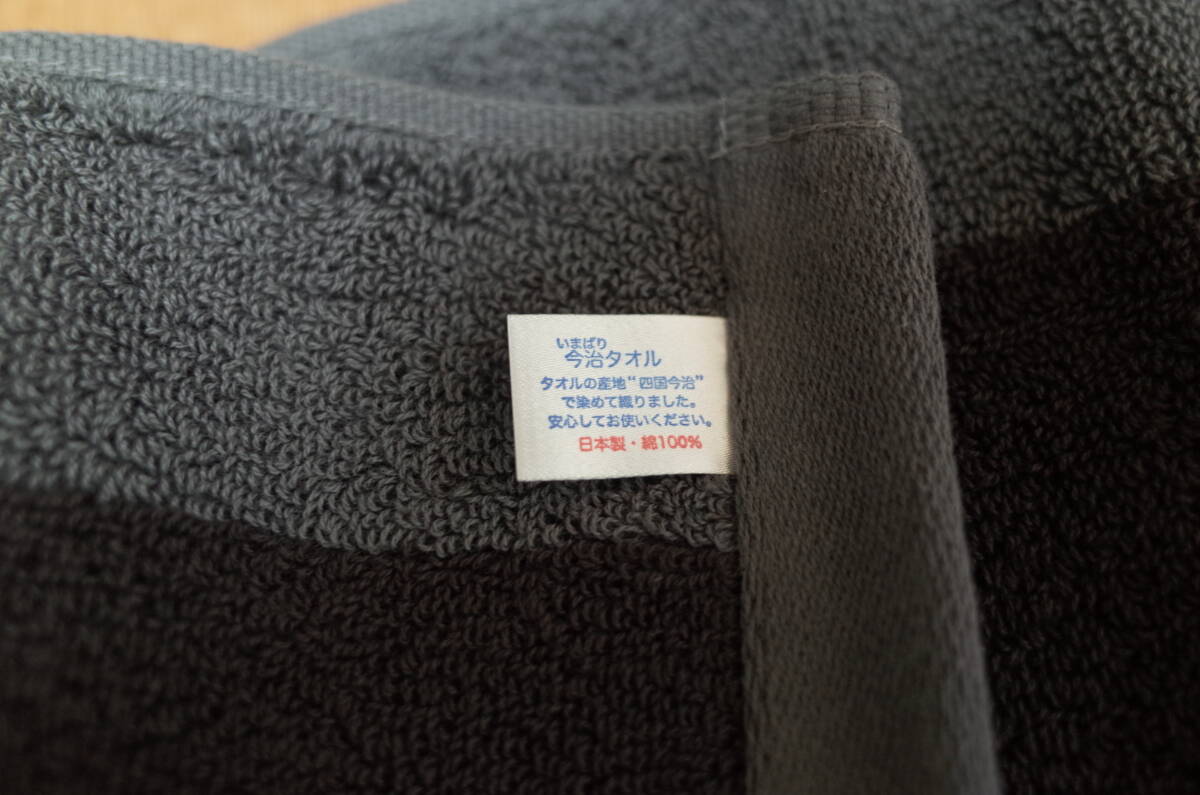 いまばり
今治タオル
タオルの産地“四国今治”
で染めて織りました。
安心してお使いください。
日本製・綿100%